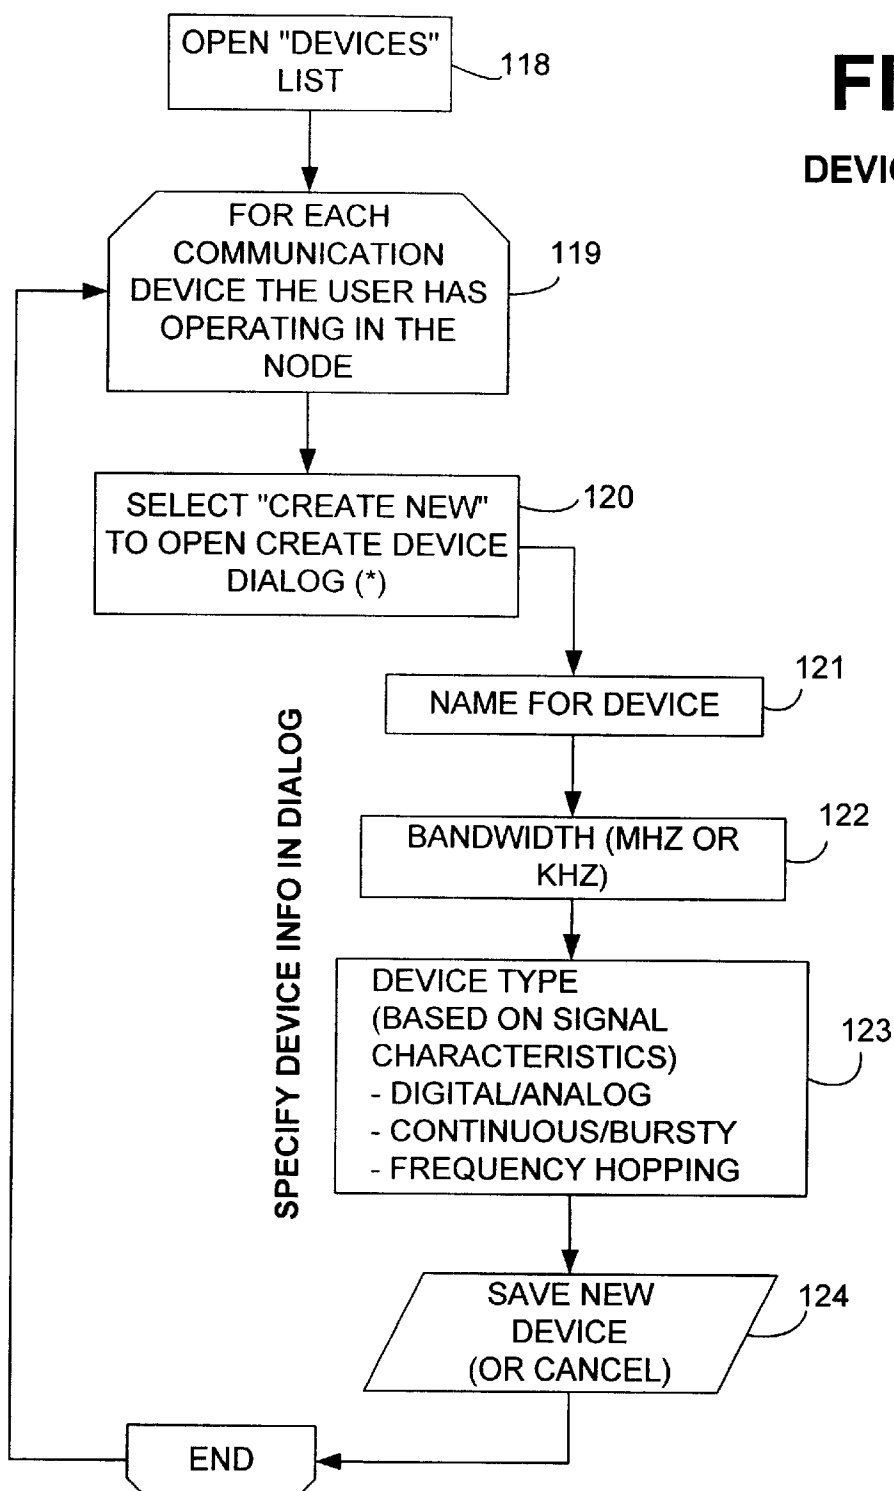 OPEN "DEVICES"
LIST
118
FOR EACH
COMMUNICATION
DEVICE THE USER HAS
OPERATING IN THE
NODE
119
SELECT "CREATE NEW"
TO OPEN CREATE DEVICE
DIALOG (*)
120
SPECIFY DEVICE INFO IN DIALOG
NAME FOR DEVICE
121
BANDWIDTH (MHZ OR
KHZ)
122
DEVICE TYPE
(BASED ON SIGNAL
CHARACTERISTICS)
- DIGITAL/ANALOG
- CONTINUOUS/BURSTY
- FREQUENCY HOPPING
123
SAVE NEW
DEVICE
(OR CANCEL)
124
END